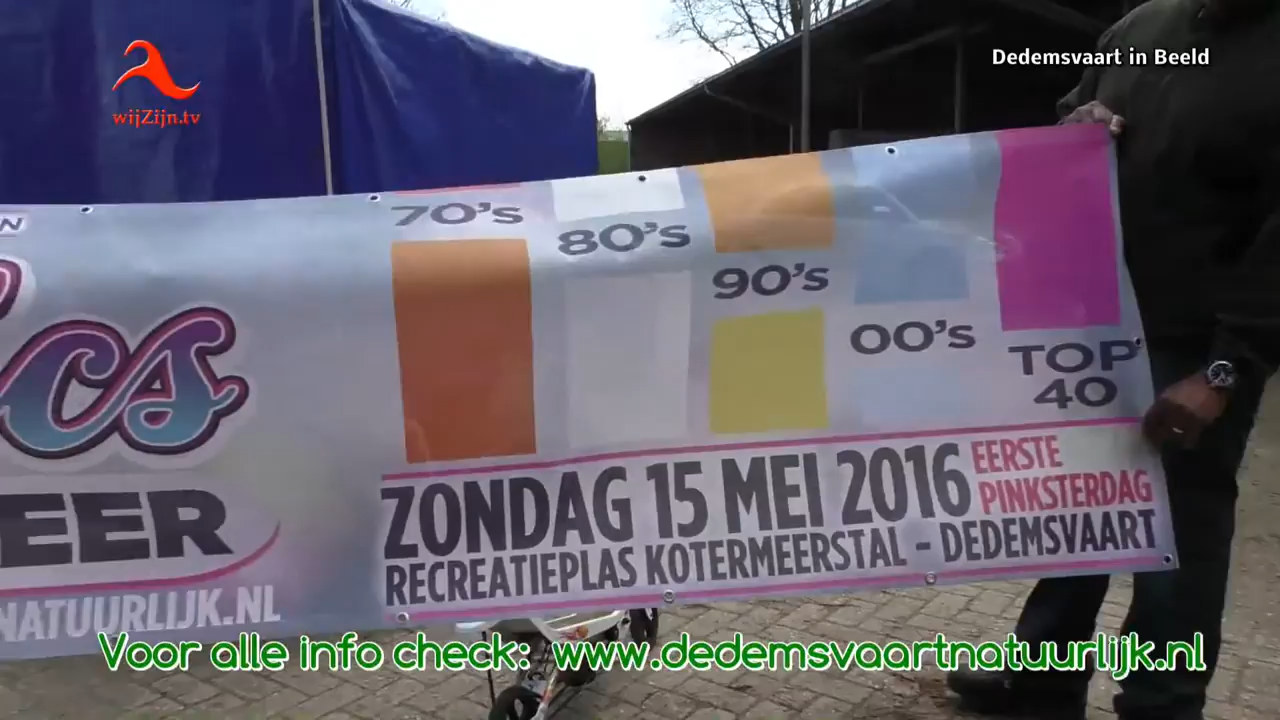 wijZijn.tv
Dedemsvaart in Beeld
70's
80's
90's
00's
TOP
40
CS
EER
NATUURLIJK.NL
ZONDAG 15 MEI 2016
EERSTE
PINKSTERDAG
RECREATIEPLAS KOTERMEERSTAL - DEDEMSVAART
Voor alle info check: www.dedemsvaartnatuurlijk.nl